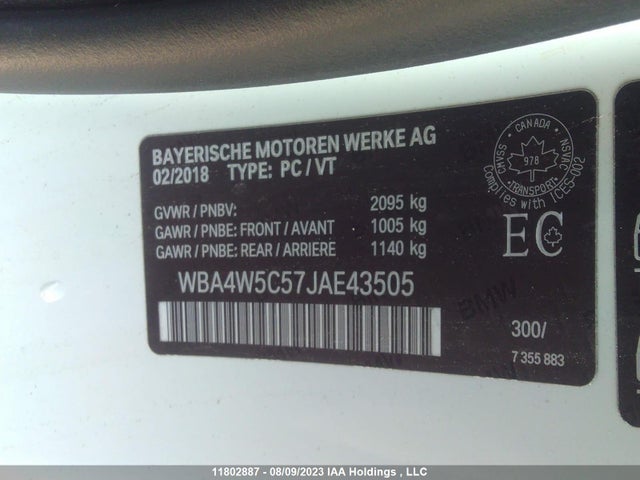 BAYERISCHE MOTOREN WERKE AG
02/2018 TYPE: PC / VT
GVWR / PNBV: 2095 kg
GAWR / PNBE: FRONT / AVANT 1005 kg
GAWR / PNBE: REAR / ARRIERE 1140 kg
WBA4W5C57JAE43505
CANADA
CMVSS
NSVAC
978
TRANSPORT
Complies with ICES-002
EC
BMW
300/
7 355 883
11802887 - 08/09/2023 IAA Holdings , LLC